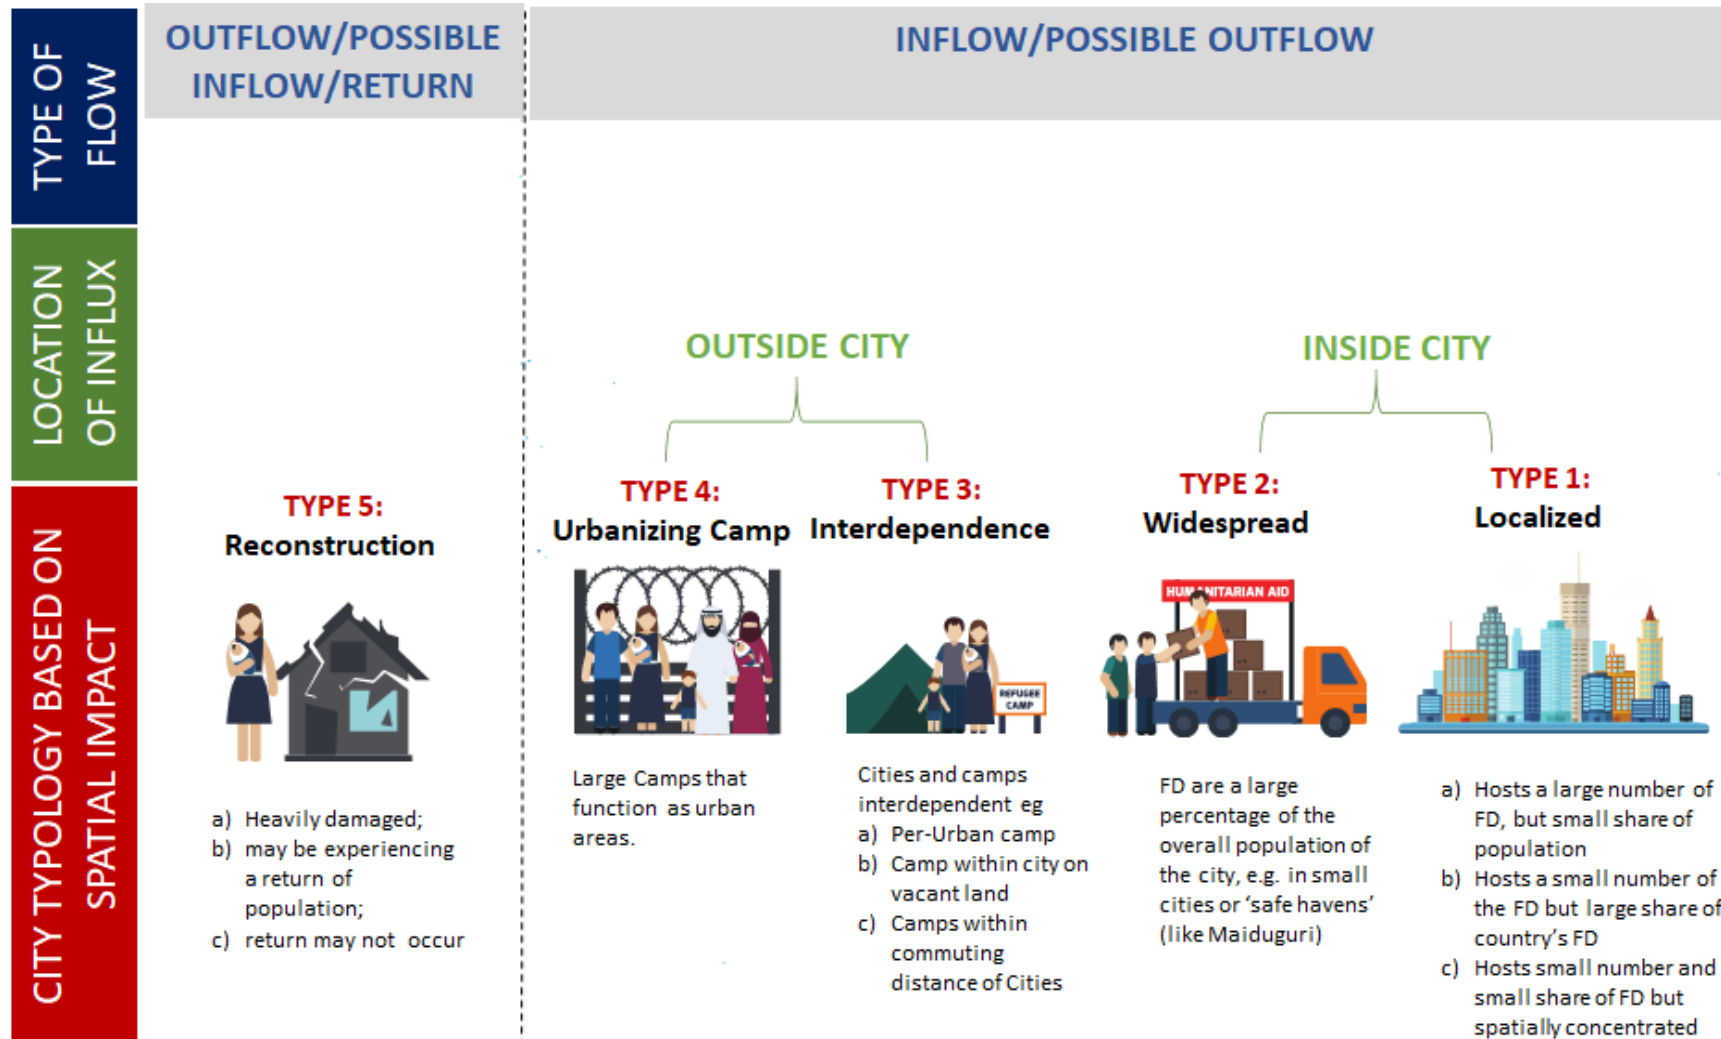 TYPE OF
FLOW
OUTFLOW/POSSIBLE
INFLOW/RETURN
INFLOW/POSSIBLE OUTFLOW
LOCATION
OF INFLUX
OUTSIDE CITY
INSIDE CITY
CITY TYPOLOGY BASED ON
SPATIAL IMPACT
TYPE 5:
Reconstruction
a) Heavily damaged;
b) may be experiencing
a return of
population;
c) return may not occur
TYPE 4:
Urbanizing Camp
Large Camps that
function as urban
areas.
TYPE 3:
Interdependence
REFUGEE
CAMP
Cities and camps
interdependent eg
a) Per-Urban camp
b) Camp within city on
vacant land
c) Camps within
commuting
distance of Cities
TYPE 2:
Widespread
HUMANITARIAN AID
FD are a large
percentage of the
overall population of
the city, e.g. in small
cities or ‘safe havens’
(like Maiduguri)
TYPE 1:
Localized
a) Hosts a large number of
FD, but small share of
population
b) Hosts a small number of
the FD but large share of
country’s FD
c) Hosts small number and
small share of FD but
spatially concentrated